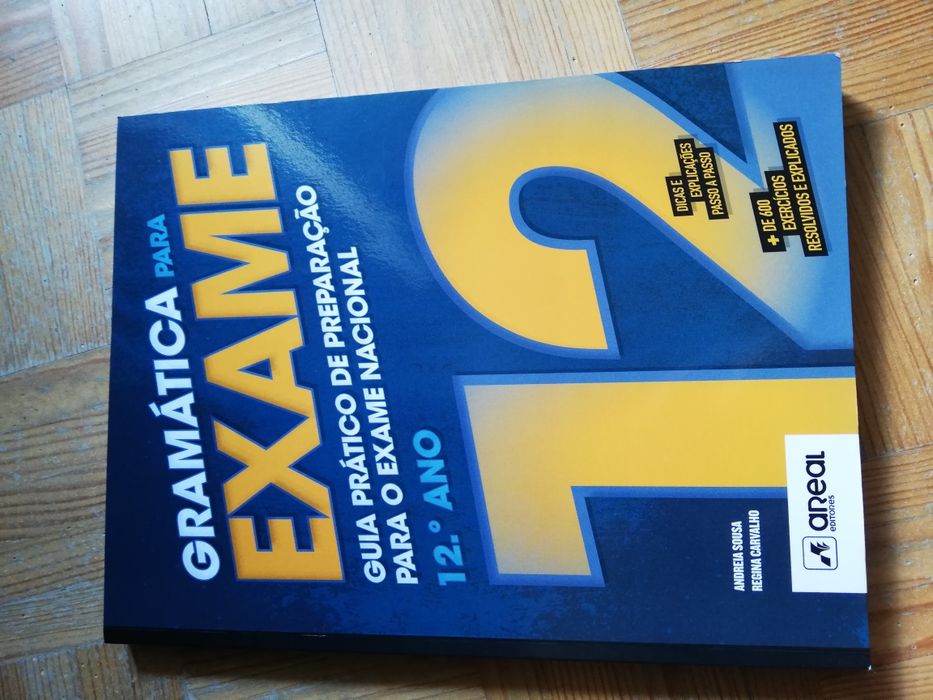 GRAMÁTICA PARA
EXAME
GUIA PRÁTICO DE PREPARAÇÃO
PARA O EXAME NACIONAL
12.º ANO
12
DICAS E
EXPLICAÇÕES
PASSO A PASSO
+ DE 600
EXERCÍCIOS
RESOLVIDOS E EXPLICADOS
ANDREIA SOUSA
REGINA CARVALHO
areal
EDITORES